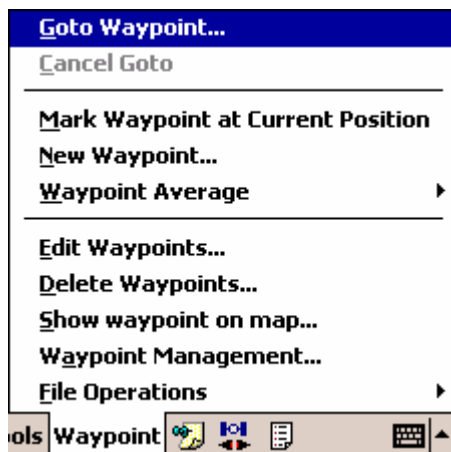 Goto Waypoint...
Cancel Goto
Mark Waypoint at Current Position
New Waypoint...
Waypoint Average
Edit Waypoints...
Delete Waypoints...
Show waypoint on map...
Waypoint Management...
File Operations
ols Waypoint